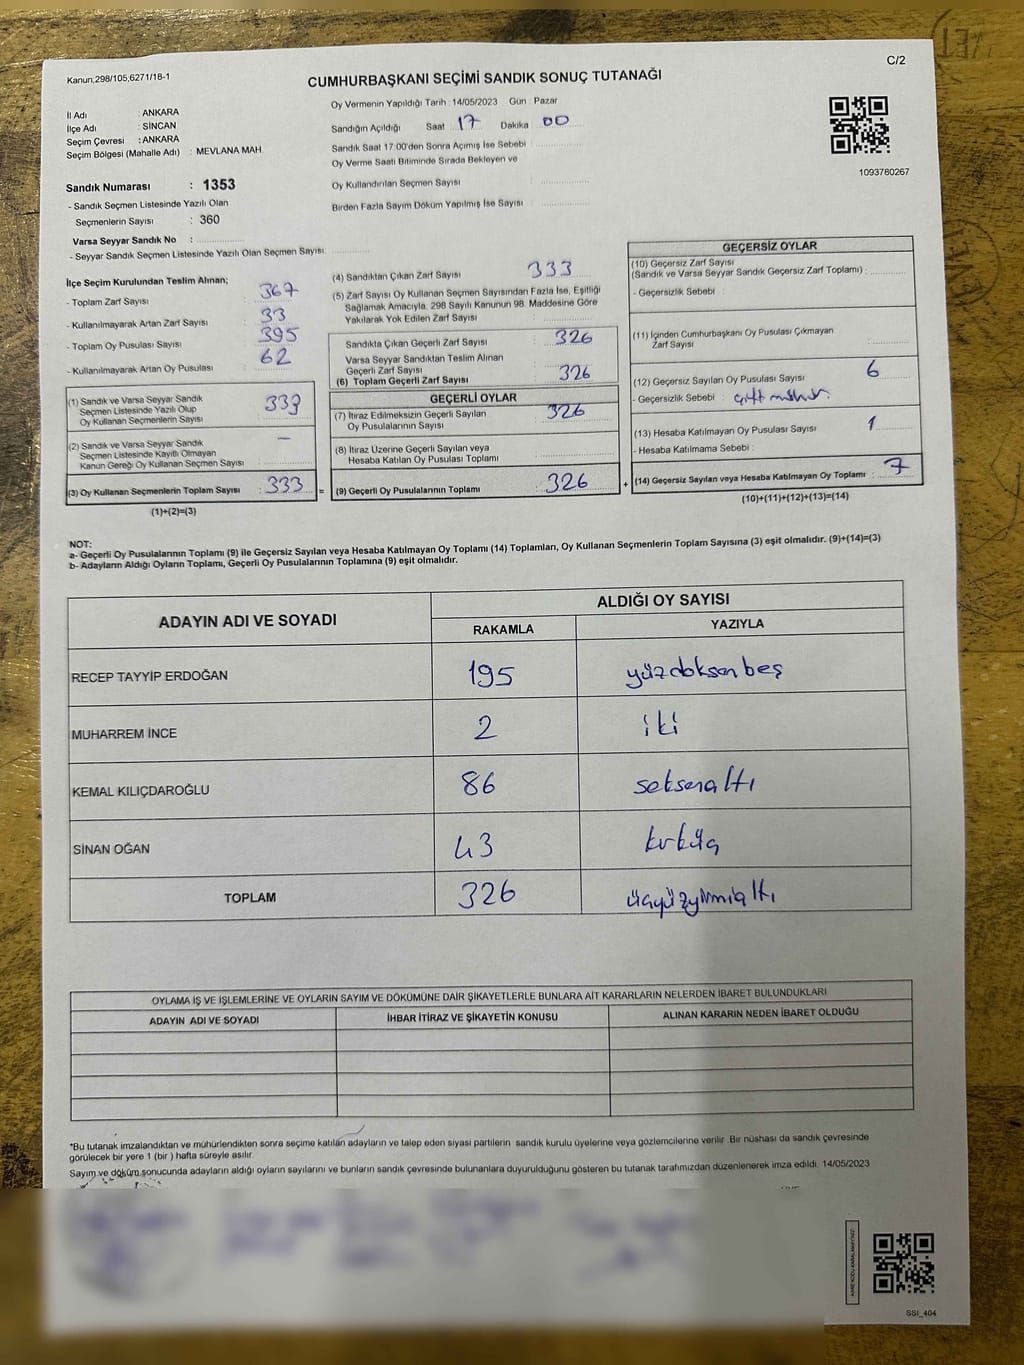 Kanun,298/105,6271/18-1
C/2
CUMHURBAŞKANI SEÇİMİ SANDIK SONUÇ TUTANAĞI
İl Adı : ANKARA
İlçe Adı : SİNCAN
Seçim Çevresi : ANKARA
Seçim Bölgesi (Mahalle Adı) : MEVLANA MAH.
Sandık Numarası : 1353
- Sandık Seçmen Listesinde Yazılı Olan
Seçmenlerin Sayısı : 360
Varsa Seyyar Sandık No :
- Seyyar Sandık Seçmen Listesinde Yazılı Olan Seçmen Sayısı:
Oy Vermenin Yapıldığı Tarih : 14/05/2023 Gün : Pazar
Sandığın Açıldığı Saat 17 Dakika 00
Sandık Saat 17.00'den Sonra Açımış İse Sebebi :
Oy Verme Saati Bitiminde Sırada Bekleyen ve
Oy Kullandırılan Seçmen Sayısı :
Birden Fazla Sayım Döküm Yapılmış İse Sayısı :
1093780267
İlçe Seçim Kurulundan Teslim Alınan;
- Toplam Zarf Sayısı : 367
- Kullanılmayarak Artan Zarf Sayısı : 33
- Toplam Oy Pusulası Sayısı : 395
- Kullanılmayarak Artan Oy Pusulası : 62
(1) Sandık ve Varsa Seyyar Sandık
Seçmen Listesinde Yazılı Olup
Oy Kullanan Seçmenlerin Sayısı : 333
(2) Sandık ve Varsa Seyyar Sandık
Seçmen Listesinde Kayıtlı Olmayan
Kanun Gereği Oy Kullanan Seçmen Sayısı : —
(3) Oy Kullanan Seçmenlerin Toplam Sayısı : 333 =
(1)+(2)=(3)
(4) Sandıktan Çıkan Zarf Sayısı : 333
(5) Zarf Sayısı Oy Kullanan Seçmen Sayısından Fazla İse, Eşitliği
Sağlamak Amacıyla, 298 Sayılı Kanunun 98. Maddesine Göre
Yakılarak Yok Edilen Zarf Sayısı :
Sandıkta Çıkan Geçerli Zarf Sayısı : 326
Varsa Seyyar Sandıktan Teslim Alınan
Geçerli Zarf Sayısı :
(6) Toplam Geçerli Zarf Sayısı : 326
GEÇERLİ OYLAR
(7) İtiraz Edilmeksizin Geçerli Sayılan
Oy Pusulalarının Sayısı : 326
(8) İtiraz Üzerine Geçerli Sayılan veya
Hesaba Katılan Oy Pusulası Toplamı :
(9) Geçerli Oy Pusulalarının Toplamı : 326 +
GEÇERSİZ OYLAR
(10) Geçersiz Zarf Sayısı
(Sandık ve Varsa Seyyar Sandık Geçersiz Zarf Toplamı) :
- Geçersizlik Sebebi :
(11) İçinden Cumhurbaşkanı Oy Pusulası Çıkmayan
Zarf Sayısı :
(12) Geçersiz Sayılan Oy Pusulası Sayısı : 6
- Geçersizlik Sebebi : çift mühür.
(13) Hesaba Katılmayan Oy Pusulası Sayısı : 1
- Hesaba Katılmama Sebebi :
(14) Geçersiz Sayılan veya Hesaba Katılmayan Oy Toplamı : 7
(10)+(11)+(12)+(13)=(14)
NOT:
a- Geçerli Oy Pusulalarının Toplamı (9) ile Geçersiz Sayılan veya Hesaba Katılmayan Oy Toplamı (14) Toplamları, Oy Kullanan Seçmenlerin Toplam Sayısına (3) eşit olmalıdır. (9)+(14)=(3)
b- Adayların Aldığı Oyların Toplamı, Geçerli Oy Pusulalarının Toplamına (9) eşit olmalıdır.
ADAYIN ADI VE SOYADI
ALDIĞI OY SAYISI
RAKAMLA YAZIYLA
RECEP TAYYİP ERDOĞAN 195 yüzdoksanbeş
MUHARREM İNCE 2 iki
KEMAL KILIÇDAROĞLU 86 seksenaltı
SİNAN OĞAN 43 kırküç
TOPLAM 326 üçyüzyirmialtı
OYLAMA İŞ VE İŞLEMLERİNE VE OYLARIN SAYIM VE DÖKÜMÜNE DAİR ŞİKAYETLERLE BUNLARA AİT KARARLARIN NELERDEN İBARET BULUNDUKLARI
ADAYIN ADI VE SOYADI İHBAR İTİRAZ VE ŞİKAYETİN KONUSU ALINAN KARARIN NEDEN İBARET OLDUĞU
*Bu tutanak imzalandıktan ve mühürlendikten sonra seçime katılan adayların ve talep eden siyasi partilerin sandık kurulu üyelerine veya gözlemcilerine verilir. Bir nüshası da sandık çevresinde
görülecek bir yere 1 (bir ) hafta süreyle asılır.
Sayım ve döküm sonucunda adayların aldığı oyların sayılarını ve bunların sandık çevresinde bulunanlara duyurulduğunu gösteren bu tutanak tarafımızdan düzenlenerek imza edildi. 14/05/2023
SSI_404